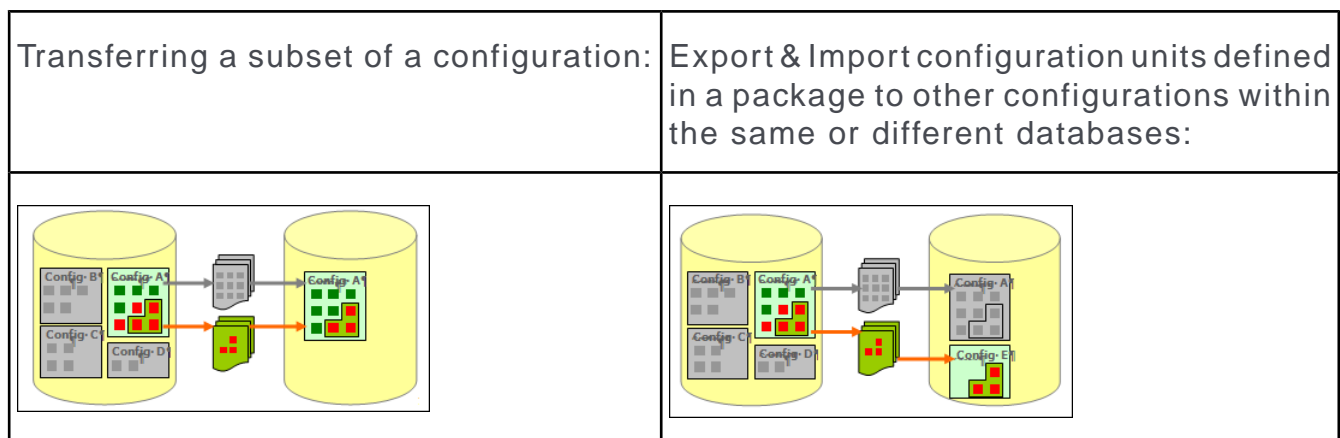 Transferring a subset of a configuration:
Export & Import configuration units defined
in a package to other configurations within
the same or different databases:
Config· B¶
Config· A¶
Config· C¶
Config· D¶
Config· A¶
Config· B¶
Config· A¶
Config· C¶
Config· D¶
Config· A¶
Config· E¶